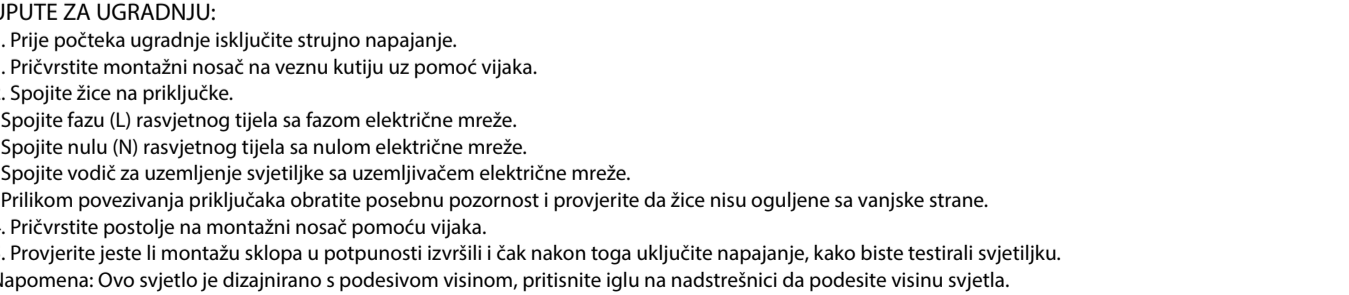 UPUTE ZA UGRADNJU:
. Prije počteka ugradnje isključite strujno napajanje.
. Pričvrstite montažni nosač na veznu kutiju uz pomoć vijaka.
. Spojite žice na priključke.
Spojite fazu (L) rasvjetnog tijela sa fazom električne mreže.
Spojite nulu (N) rasvjetnog tijela sa nulom električne mreže.
Spojite vodič za uzemljenje svjetiljke sa uzemljivačem električne mreže.
Prilikom povezivanja priključaka obratite posebnu pozornost i provjerite da žice nisu oguljene sa vanjske strane.
. Pričvrstite postolje na montažni nosač pomoću vijaka.
. Provjerite jeste li montažu sklopa u potpunosti izvršili i čak nakon toga uključite napajanje, kako biste testirali svjetiljku.
Napomena: Ovo svjetlo je dizajnirano s podesivom visinom, pritisnite iglu na nadstrešnici da podesite visinu svjetla.